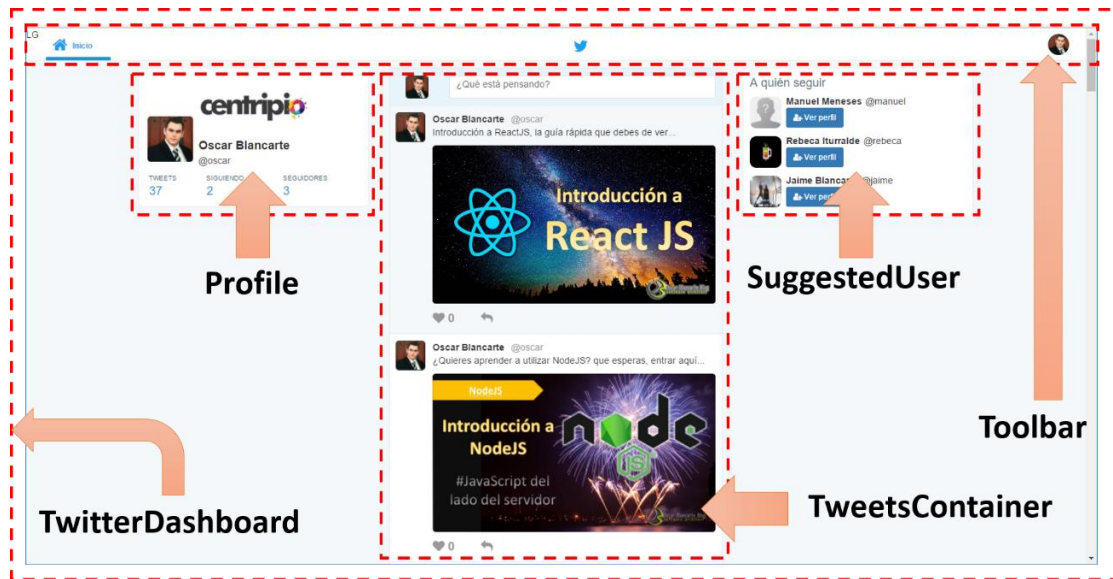 LG
Inicio
¿Qué está pensando?
centripio
Oscar Blancarte
@oscar
TWEETS SIGUIENDO SEGUIDORES
37 2 3
Profile
Oscar Blancarte @oscar
Introducción a ReactJS, la guía rápida que debes de ver...
Introducción a
React JS
0
Oscar Blancarte @oscar
¿Quieres aprender a utilizar NodeJS? que esperas, entrar aquí...
NodeJS
Introducción a
NodeJS
node
JS
#JavaScript del
lado del servidor
0
A quién seguir
Manuel Meneses @manuel
Ver perfil
Rebeca Iturralde @rebeca
Ver perfil
Jaime Blancarte @jaime
Ver perfil
SuggestedUser
Toolbar
TweetsContainer
TwitterDashboard